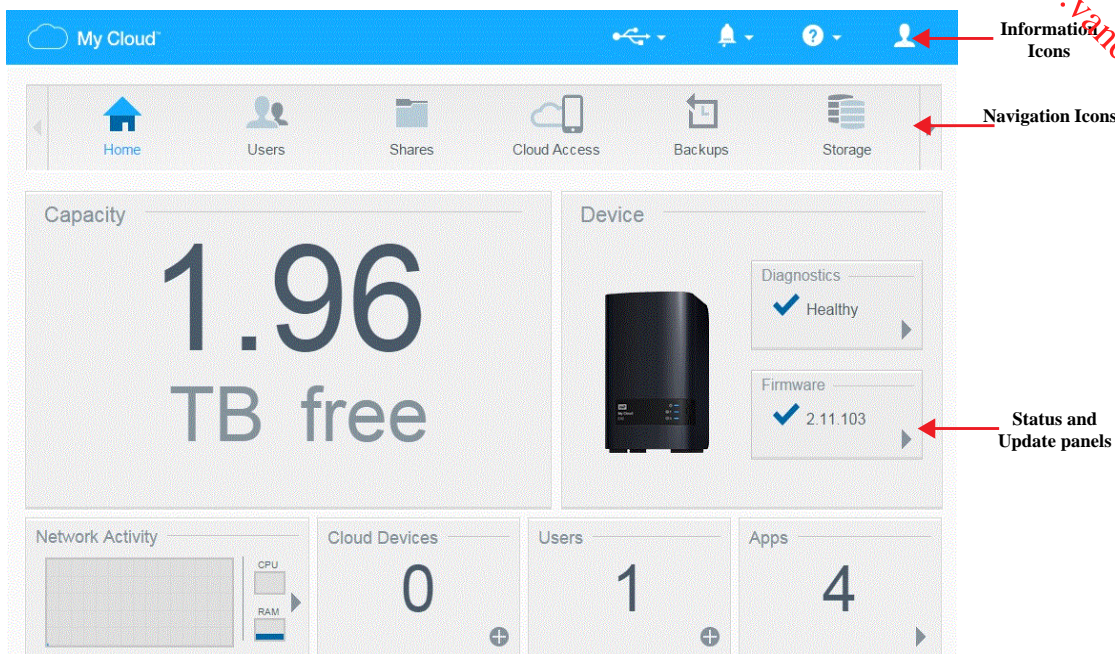 My Cloud™
Information
Icons
Home
Users
Shares
Cloud Access
Backups
Storage
Navigation Icons
Capacity
1.96
TB free
Device
Diagnostics
Healthy
Firmware
2.11.103
Status and
Update panels
Network Activity
CPU
RAM
Cloud Devices
0
Users
1
Apps
4